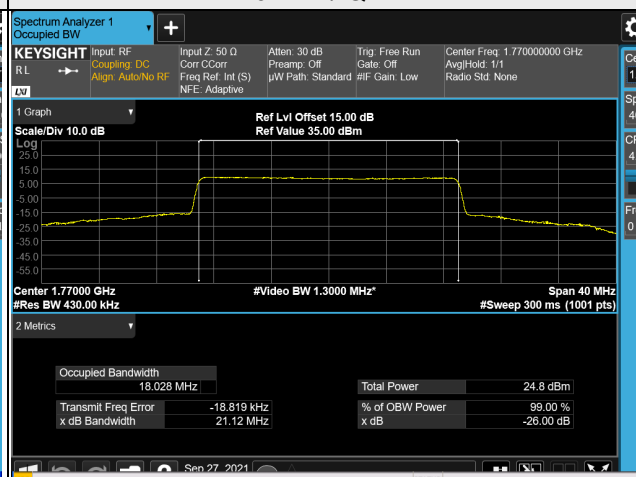 Spectrum Analyzer 1
Occupied BW
KEYSIGHT
R L
LXI
Input: RF
Coupling: DC
Align: Auto/No RF
Input Z: 50 Ω
Corr CCorr
Freq Ref: Int (S)
NFE: Adaptive
Atten: 30 dB
Preamp: Off
µW Path: Standard
Trig: Free Run
Gate: Off
#IF Gain: Low
Center Freq: 1.770000000 GHz
Avg|Hold: 1/1
Radio Std: None
1 Graph
Scale/Div 10.0 dB
Ref Lvl Offset 15.00 dB
Ref Value 35.00 dBm
Log
25.0
15.0
5.00
-5.00
-15.0
-25.0
-35.0
-45.0
-55.0
Center 1.77000 GHz
#Res BW 430.00 kHz
#Video BW 1.3000 MHz*
Span 40 MHz
#Sweep 300 ms (1001 pts)
2 Metrics
Occupied Bandwidth
18.028 MHz
Total Power 24.8 dBm
Transmit Freq Error -18.819 kHz
% of OBW Power 99.00 %
x dB Bandwidth 21.12 MHz
x dB -26.00 dB
Sep 27, 2021